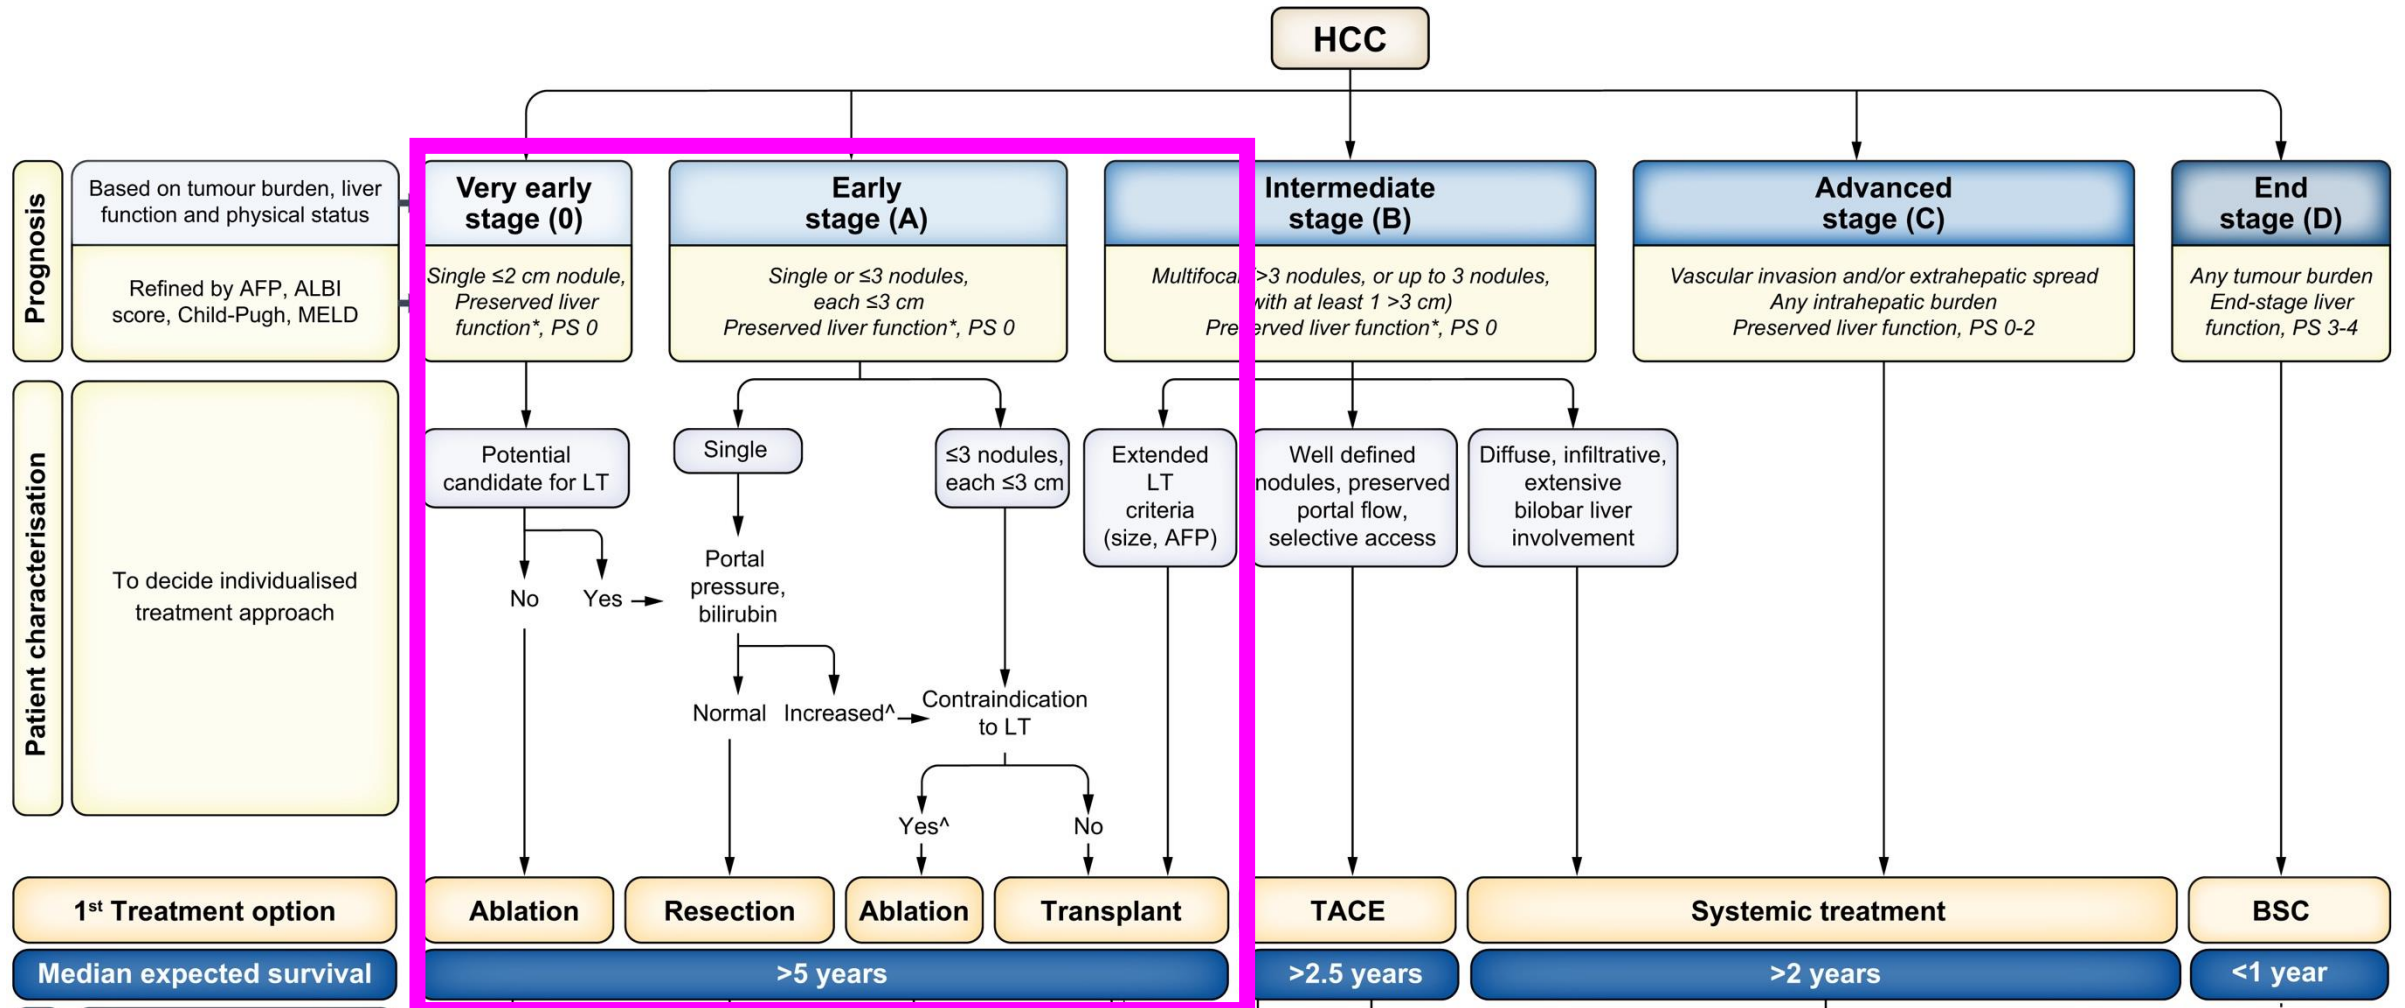 HCC
Prognosis
Based on tumour burden, liver
function and physical status
Refined by AFP, ALBI
score, Child-Pugh, MELD
Very early
stage (0)
Single ≤2 cm nodule,
Preserved liver
function*, PS 0
Early
stage (A)
Single or ≤3 nodules,
each ≤3 cm
Preserved liver function*, PS 0
Intermediate
stage (B)
Multifocal >3 nodules, or up to 3 nodules,
with at least 1 >3 cm)
Preserved liver function*, PS 0
Advanced
stage (C)
Vascular invasion and/or extrahepatic spread
Any intrahepatic burden
Preserved liver function, PS 0-2
End
stage (D)
Any tumour burden
End-stage liver
function, PS 3-4
Patient characterisation
To decide individualised
treatment approach
Potential
candidate for LT
No
Yes
Single
Portal
pressure,
bilirubin
Normal
Increased^
≤3 nodules,
each ≤3 cm
Contraindication
to LT
Yes^
No
Extended
LT
criteria
(size, AFP)
Well defined
nodules, preserved
portal flow,
selective access
Diffuse, infiltrative,
extensive
bilobar liver
involvement
1st Treatment option
Ablation
Resection
Ablation
Transplant
TACE
Systemic treatment
BSC
Median expected survival
>5 years
>2.5 years
>2 years
<1 year